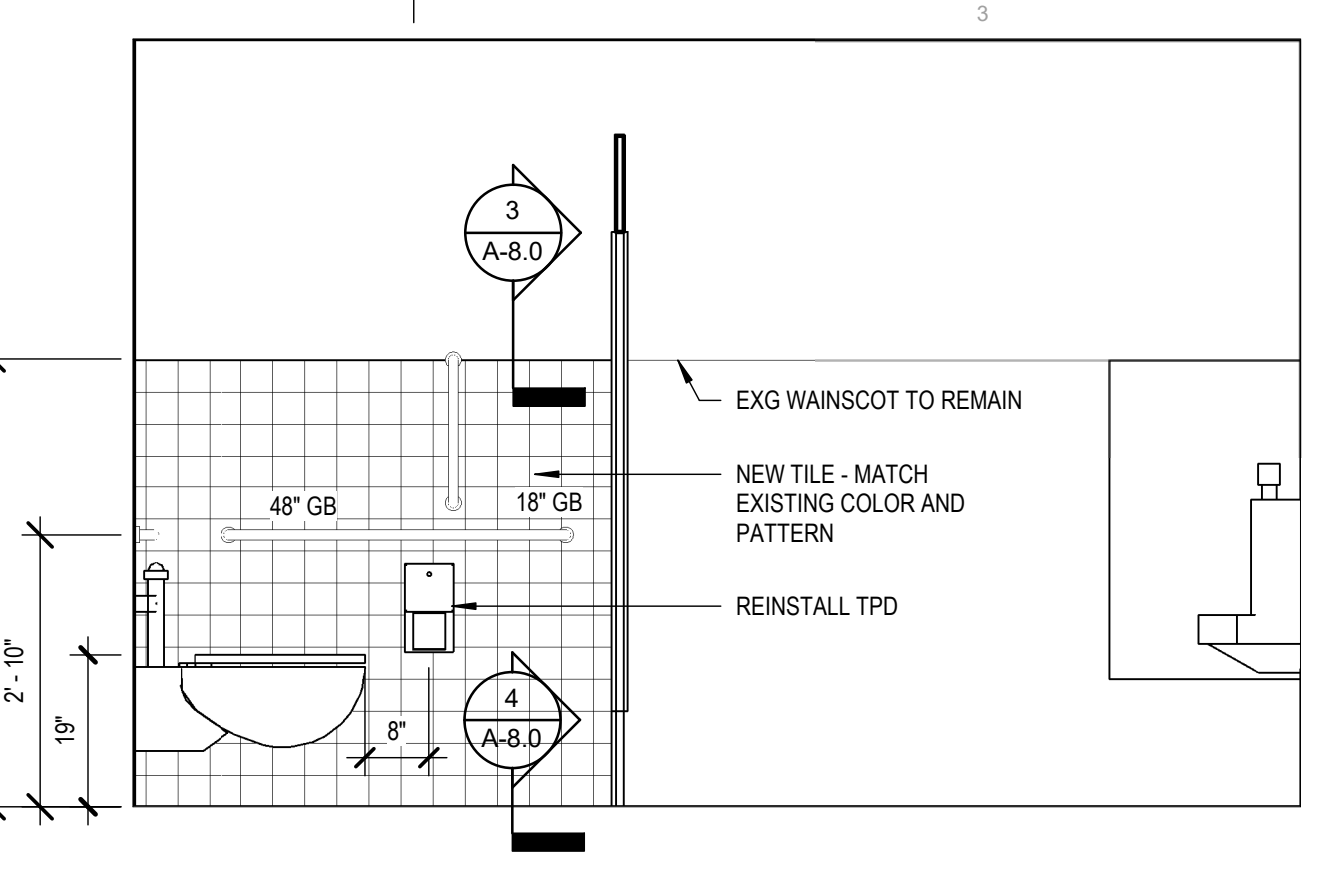 3
3
A-8.0
EXG WAINSCOT TO REMAIN
NEW TILE - MATCH
EXISTING COLOR AND
PATTERN
48" GB
18" GB
REINSTALL TPD
2' - 10"
19"
8"
4
A-8.0